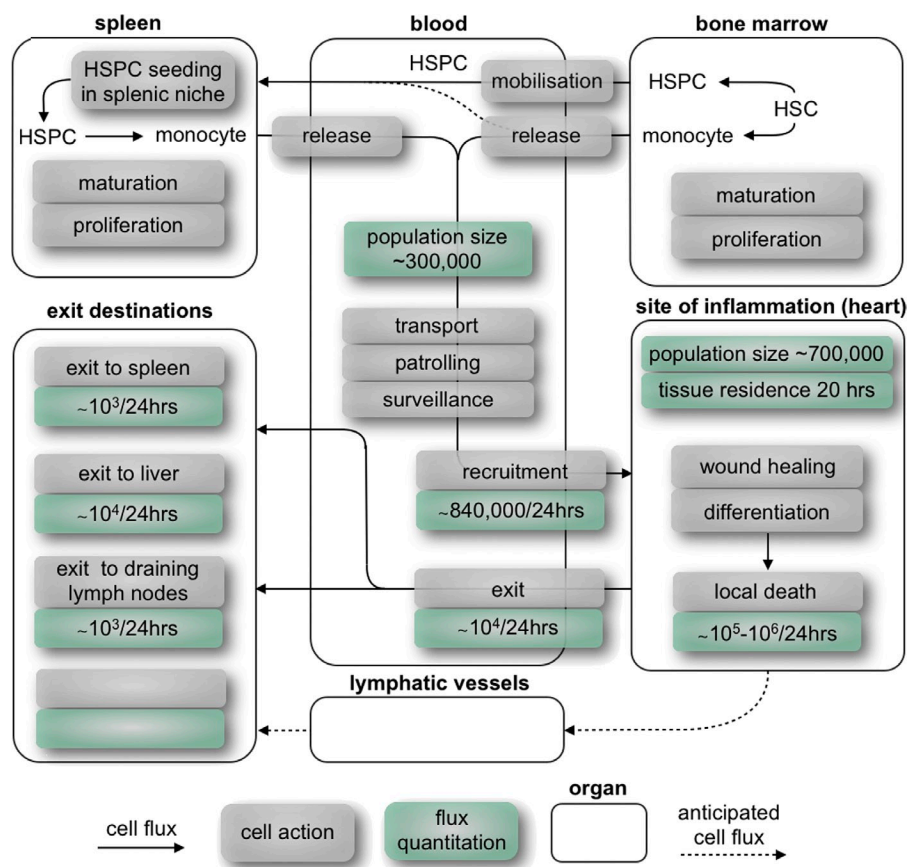 spleen
HSPC seeding
in splenic niche
HSPC
monocyte
maturation
proliferation
blood
HSPC
mobilisation
release
release
population size
~300,000
transport
patrolling
surveillance
recruitment
~840,000/24hrs
exit
~10⁴/24hrs
bone marrow
HSPC
HSC
monocyte
maturation
proliferation
exit destinations
exit to spleen
~10³/24hrs
exit to liver
~10⁴/24hrs
exit to draining
lymph nodes
~10³/24hrs
site of inflammation (heart)
population size ~700,000
tissue residence 20 hrs
wound healing
differentiation
local death
~10⁵-10⁶/24hrs
lymphatic vessels
cell flux
cell action
flux
quantitation
organ
anticipated
cell flux